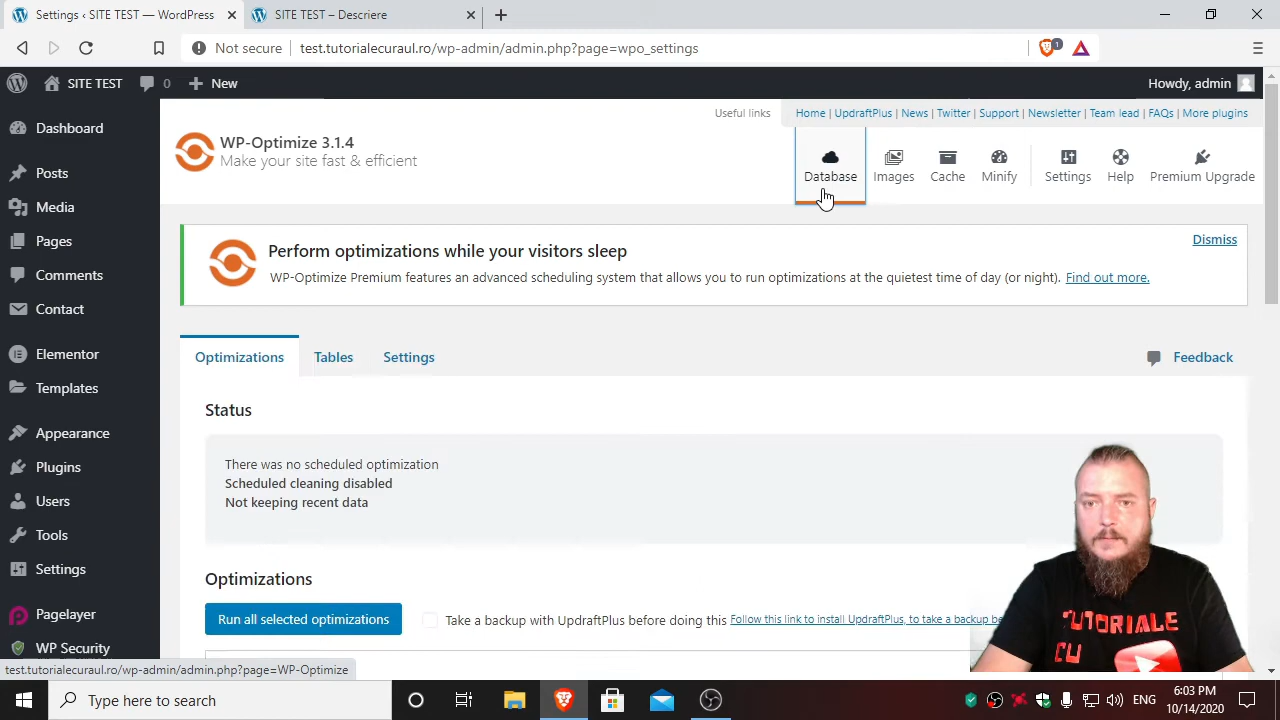 Settings ‹ SITE TEST — WordPress
SITE TEST – Descriere
Not secure
test.tutorialecuraul.ro/wp-admin/admin.php?page=wpo_settings
1
SITE TEST
0
New
Howdy, admin
Useful links
Home | UpdraftPlus | News | Twitter | Support | Newsletter | Team lead | FAQs | More plugins
WP-Optimize 3.1.4
Make your site fast & efficient
Database
Images
Cache
Minify
Settings
Help
Premium Upgrade
Dashboard
Posts
Media
Pages
Comments
Contact
Elementor
Templates
Appearance
Plugins
Users
Tools
Settings
Pagelayer
WP Security
Perform optimizations while your visitors sleep
Dismiss
WP-Optimize Premium features an advanced scheduling system that allows you to run optimizations at the quietest time of day (or night). Find out more.
Optimizations
Tables
Settings
Feedback
Status
There was no scheduled optimization
Scheduled cleaning disabled
Not keeping recent data
Optimizations
Run all selected optimizations
Take a backup with UpdraftPlus before doing this
Follow this link to install UpdraftPlus, to take a backup be
TUTORIALE
CU
test.tutorialecuraul.ro/wp-admin/admin.php?page=WP-Optimize
Type here to search
ENG
6:03 PM
10/14/2020